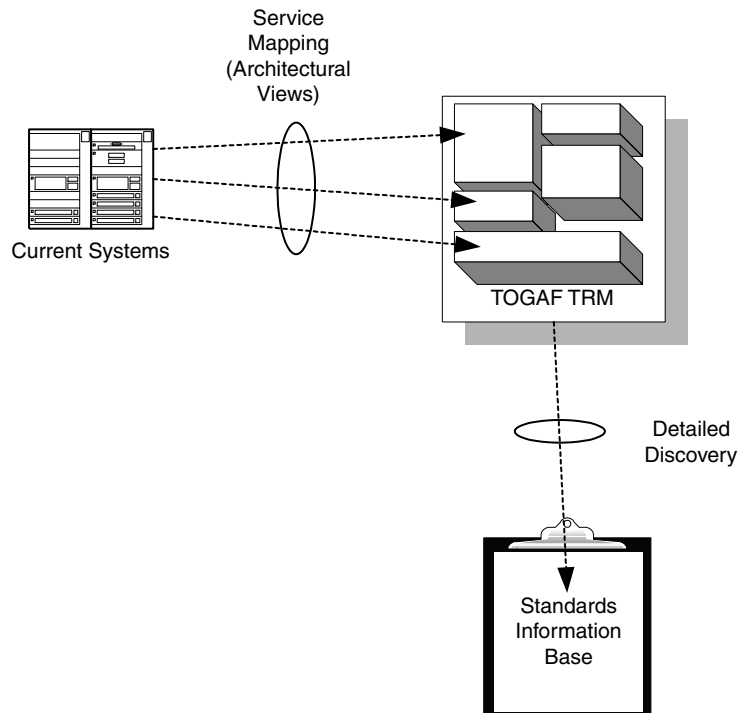 Service
Mapping
(Architectural
Views)
Current Systems
TOGAF TRM
Detailed
Discovery
Standards
Information
Base